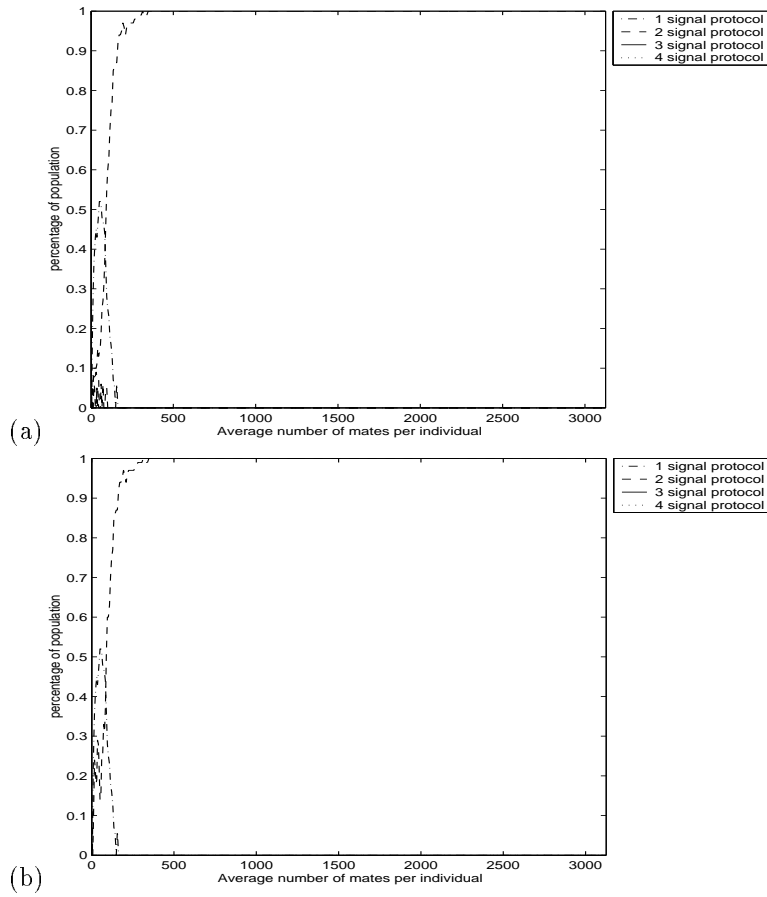 1
0.9
0.8
0.7
0.6
0.5
0.4
0.3
0.2
0.1
0
percentage of population
0 500 1000 1500 2000 2500 3000
Average number of mates per individual
1 signal protocol
2 signal protocol
3 signal protocol
4 signal protocol
(a)
1
0.9
0.8
0.7
0.6
0.5
0.4
0.3
0.2
0.1
0
percentage of population
0 500 1000 1500 2000 2500 3000
Average number of mates per individual
1 signal protocol
2 signal protocol
3 signal protocol
4 signal protocol
(b)